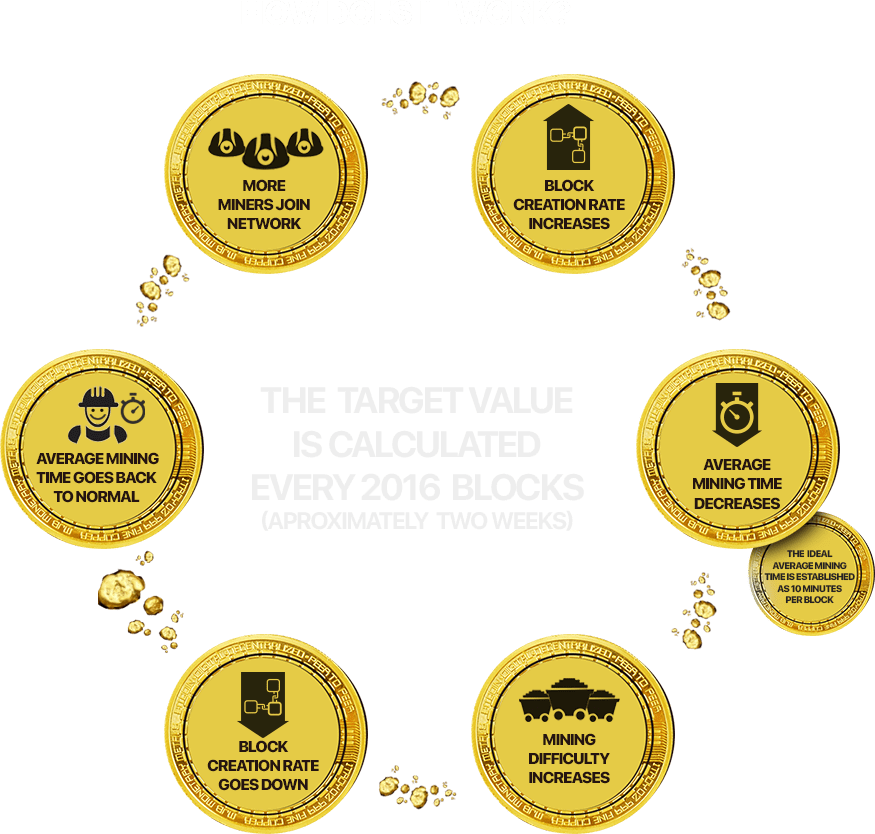 MORE
MINERS JOIN
NETWORK
BLOCK
CREATION RATE
INCREASES
AVERAGE
MINING TIME
DECREASES
THE IDEAL
AVERAGE MINING
TIME IS ESTABLISHED
AS 10 MINUTES
PER BLOCK
MINING
DIFFICULTY
INCREASES
BLOCK
CREATION RATE
GOES DOWN
AVERAGE MINING
TIME GOES BACK
TO NORMAL
THE TARGET VALUE
IS CALCULATED
EVERY 2016 BLOCKS
(APROXIMATELY TWO WEEKS)